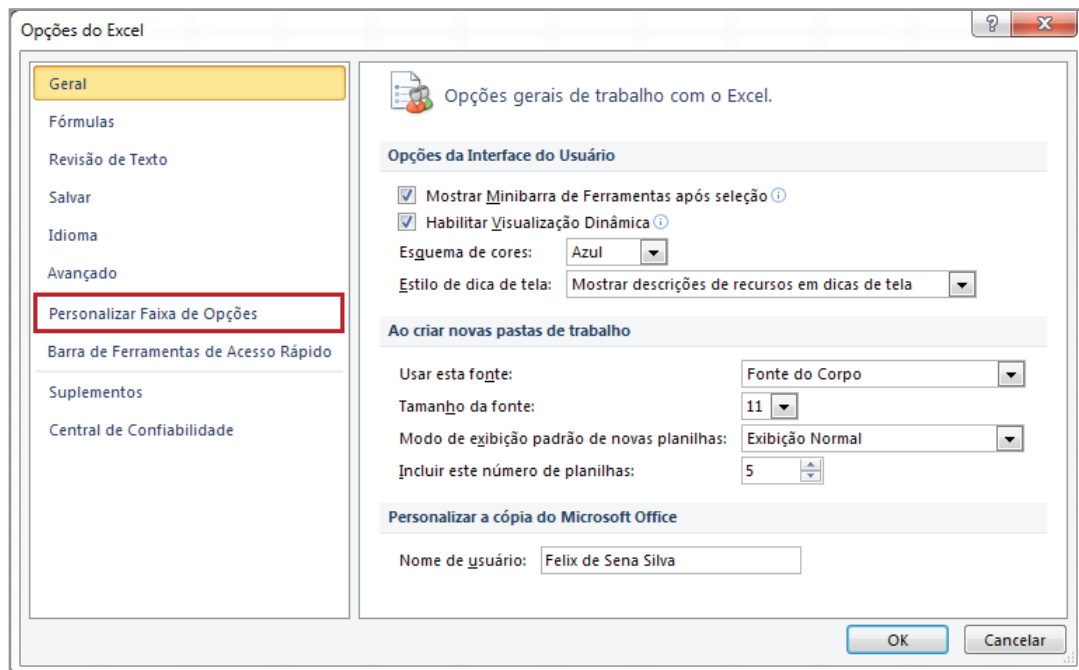 Opções do Excel
Geral
Fórmulas
Revisão de Texto
Salvar
Idioma
Avançado
Personalizar Faixa de Opções
Barra de Ferramentas de Acesso Rápido
Suplementos
Central de Confiabilidade
Opções gerais de trabalho com o Excel.
Opções da Interface do Usuário
Mostrar Minibarra de Ferramentas após seleção
Habilitar Visualização Dinâmica
Esquema de cores: Azul
Estilo de dica de tela: Mostrar descrições de recursos em dicas de tela
Ao criar novas pastas de trabalho
Usar esta fonte: Fonte do Corpo
Tamanho da fonte: 11
Modo de exibição padrão de novas planilhas: Exibição Normal
Incluir este número de planilhas: 5
Personalizar a cópia do Microsoft Office
Nome de usuário: Felix de Sena Silva
OK Cancelar